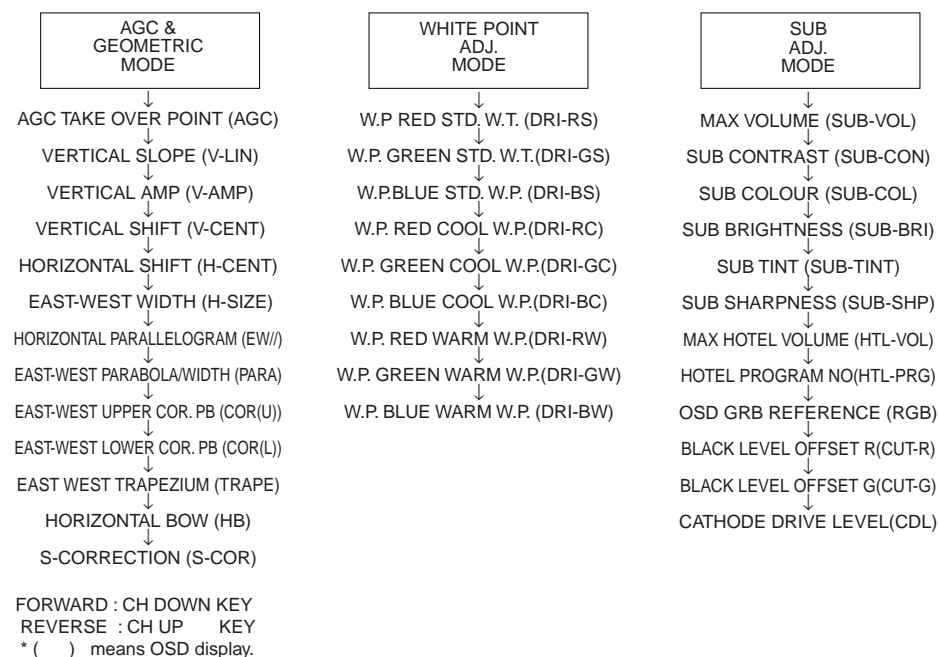 AGC &
GEOMETRIC
MODE
AGC TAKE OVER POINT (AGC)
VERTICAL SLOPE (V-LIN)
VERTICAL AMP (V-AMP)
VERTICAL SHIFT (V-CENT)
HORIZONTAL SHIFT (H-CENT)
EAST-WEST WIDTH (H-SIZE)
HORIZONTAL PARALLELOGRAM (EW//)
EAST-WEST PARABOLA/WIDTH (PARA)
EAST-WEST UPPER COR. PB (COR(U))
EAST-WEST LOWER COR. PB (COR(L))
EAST WEST TRAPEZIUM (TRAPE)
HORIZONTAL BOW (HB)
S-CORRECTION (S-COR)
WHITE POINT
ADJ.
MODE
W.P RED STD. W.T. (DRI-RS)
W.P. GREEN STD. W.T.(DRI-GS)
W.P.BLUE STD. W.P. (DRI-BS)
W.P. RED COOL W.P.(DRI-RC)
W.P. GREEN COOL W.P.(DRI-GC)
W.P. BLUE COOL W.P.(DRI-BC)
W.P. RED WARM W.P.(DRI-RW)
W.P. GREEN WARM W.P.(DRI-GW)
W.P. BLUE WARM W.P. (DRI-BW)
SUB
ADJ.
MODE
MAX VOLUME (SUB-VOL)
SUB CONTRAST (SUB-CON)
SUB COLOUR (SUB-COL)
SUB BRIGHTNESS (SUB-BRI)
SUB TINT (SUB-TINT)
SUB SHARPNESS (SUB-SHP)
MAX HOTEL VOLUME (HTL-VOL)
HOTEL PROGRAM NO(HTL-PRG)
OSD GRB REFERENCE (RGB)
BLACK LEVEL OFFSET R(CUT-R)
BLACK LEVEL OFFSET G(CUT-G)
CATHODE DRIVE LEVEL(CDL)
FORWARD : CH DOWN KEY
REVERSE : CH UP KEY
* ( ) means OSD display.